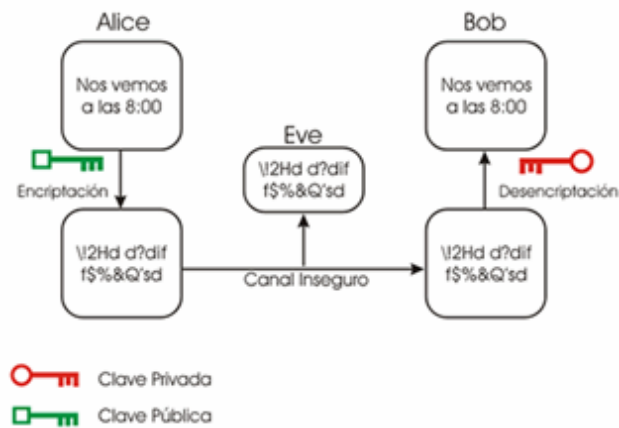 Alice
Bob
Nos vemos
a las 8:00
Nos vemos
a las 8:00
Eve
\!2Hd d?dif
f$%&Q'sd
Encriptación
Desencriptación
\!2Hd d?dif
f$%&Q'sd
\!2Hd d?dif
f$%&Q'sd
Canal Inseguro
Clave Privada
Clave Pública